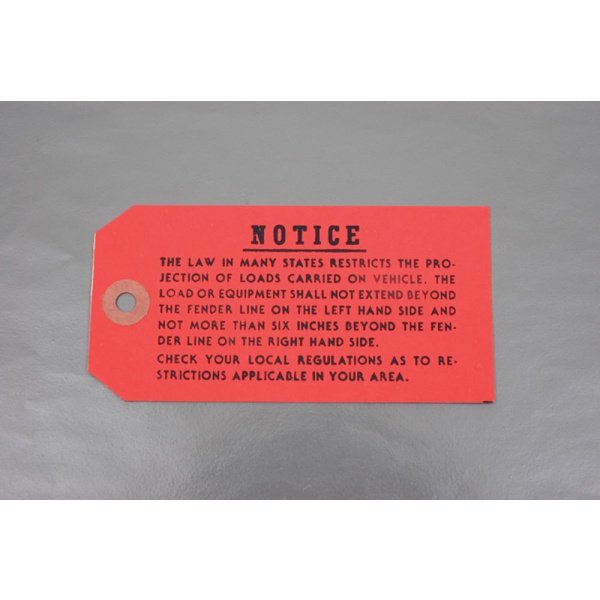 NOTICE
THE LAW IN MANY STATES RESTRICTS THE PRO-
JECTION OF LOADS CARRIED ON VEHICLE. THE
LOAD OR EQUIPMENT SHALL NOT EXTEND BEYOND
THE FENDER LINE ON THE LEFT HAND SIDE AND
NOT MORE THAN SIX INCHES BEYOND THE FEN-
DER LINE ON THE RIGHT HAND SIDE.
CHECK YOUR LOCAL REGULATIONS AS TO RE-
STRICTIONS APPLICABLE IN YOUR AREA.